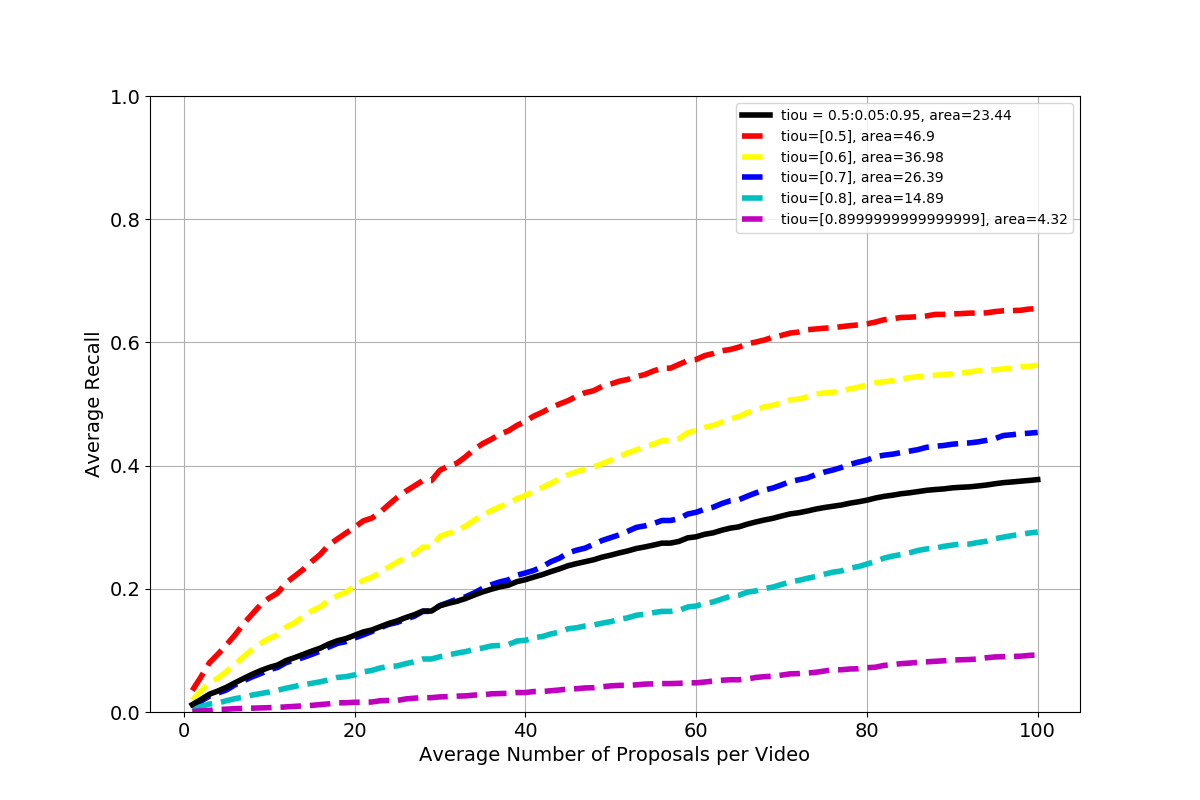 1.0
0.8
0.6
0.4
0.2
0.0
Average Recall
tiou = 0.5:0.05:0.95, area=23.44
tiou=[0.5], area=46.9
tiou=[0.6], area=36.98
tiou=[0.7], area=26.39
tiou=[0.8], area=14.89
tiou=[0.8999999999999999], area=4.32
0 20 40 60 80 100
Average Number of Proposals per Video